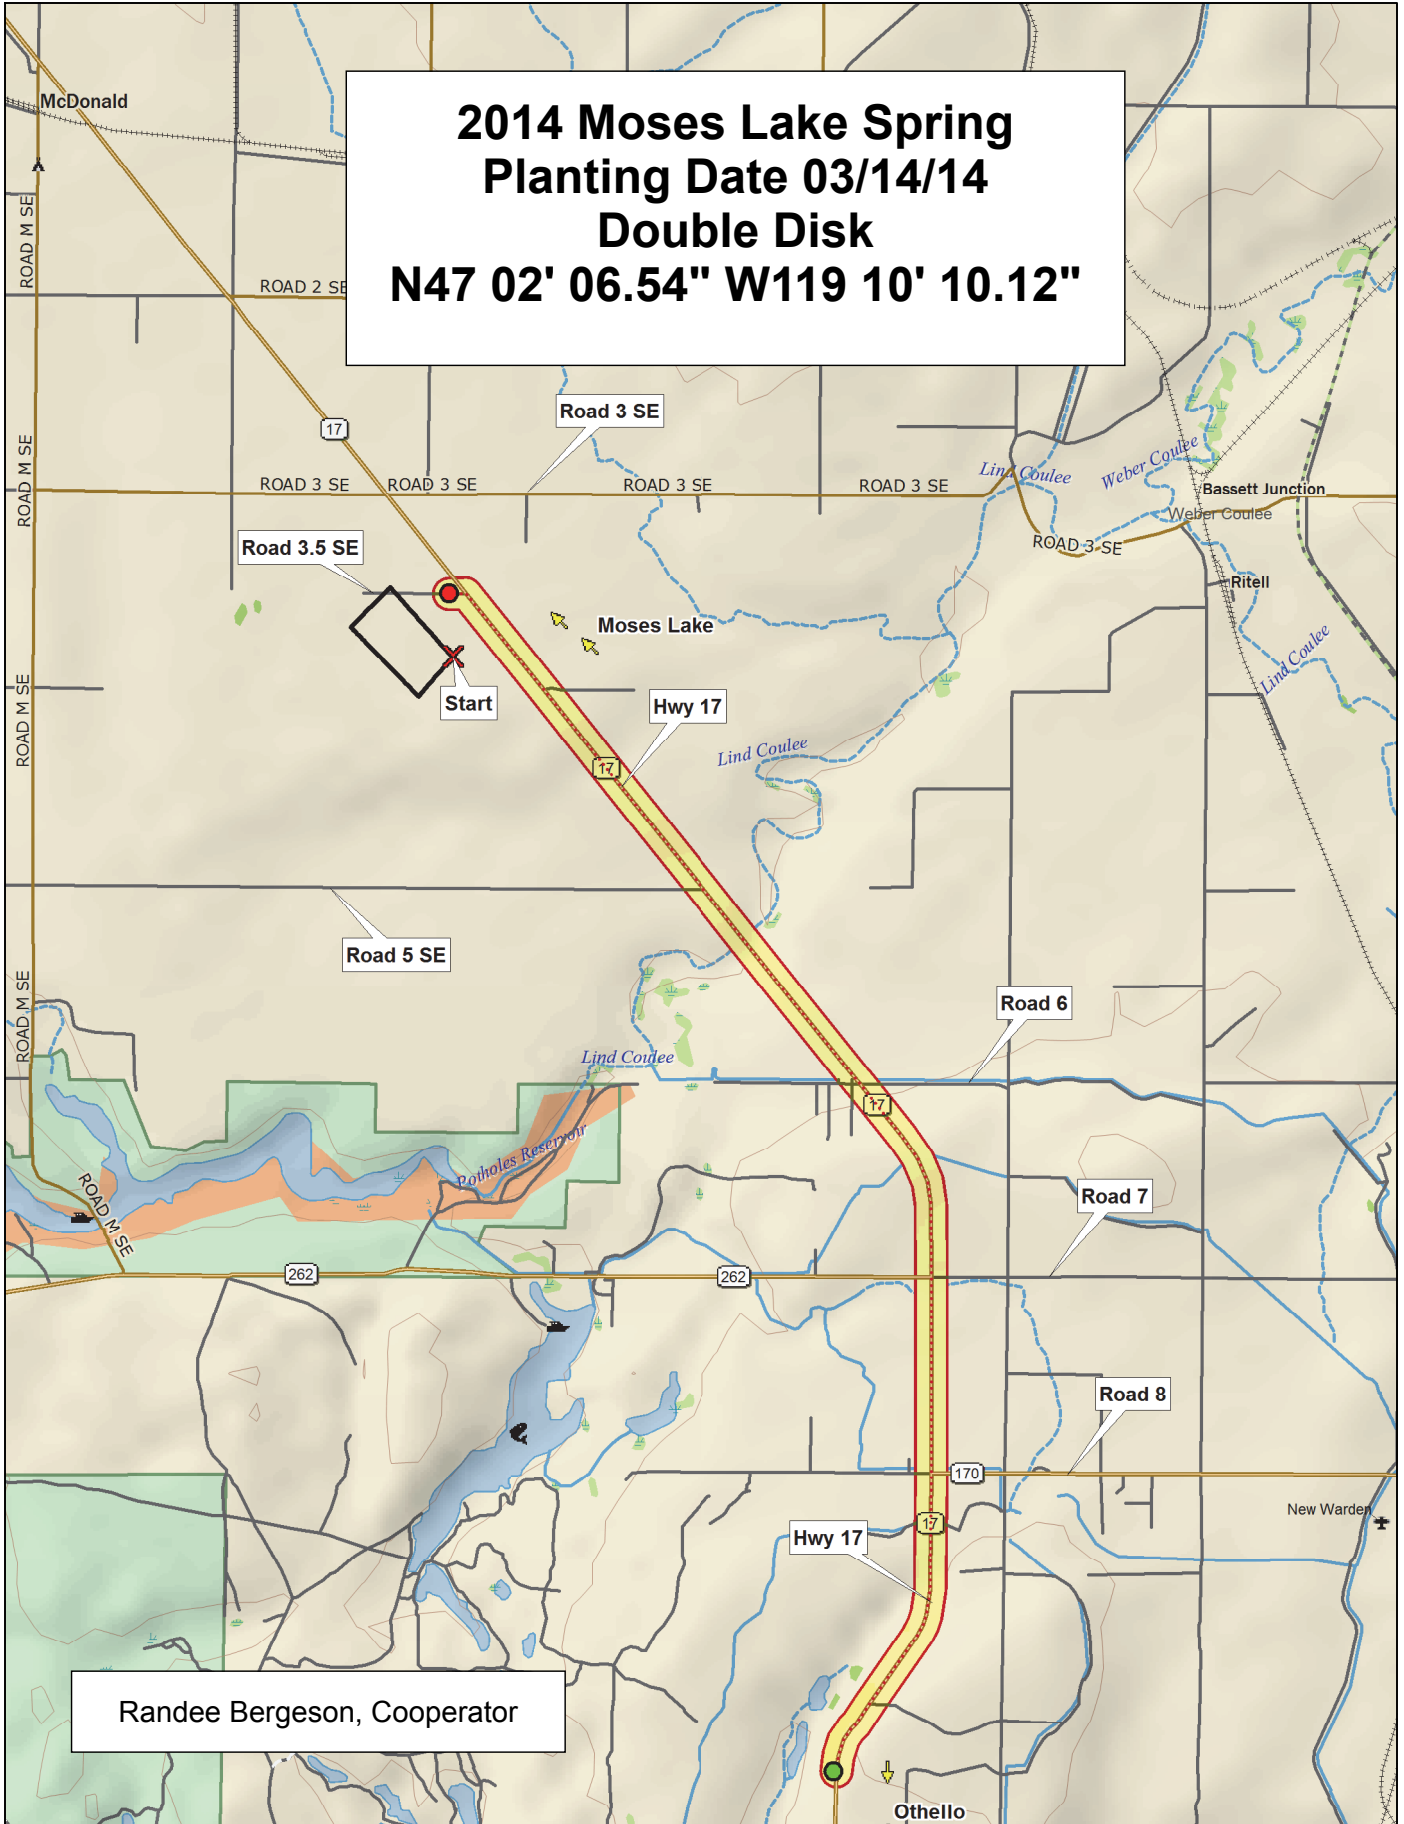 2014 Moses Lake Spring
Planting Date 03/14/14
Double Disk
N47 02' 06.54" W119 10' 10.12"
McDonald
ROAD M SE
ROAD 2 SE
17
Road 3 SE
ROAD M SE
ROAD 3 SE
ROAD 3 SE
ROAD 3 SE
ROAD 3 SE
Lind Coulee
Weber Coulee
Bassett Junction
Weber Coulee
ROAD 3 SE
Road 3.5 SE
Ritell
Moses Lake
Lind Coulee
Start
Hwy 17
ROAD M SE
Lind Coulee
17
Road 5 SE
ROAD M SE
Road 6
Lind Coulee
17
Potholes Reservoir
ROAD M SE
Road 7
262
262
Road 8
170
New Warden
17
Hwy 17
Randee Bergeson, Cooperator
Othello